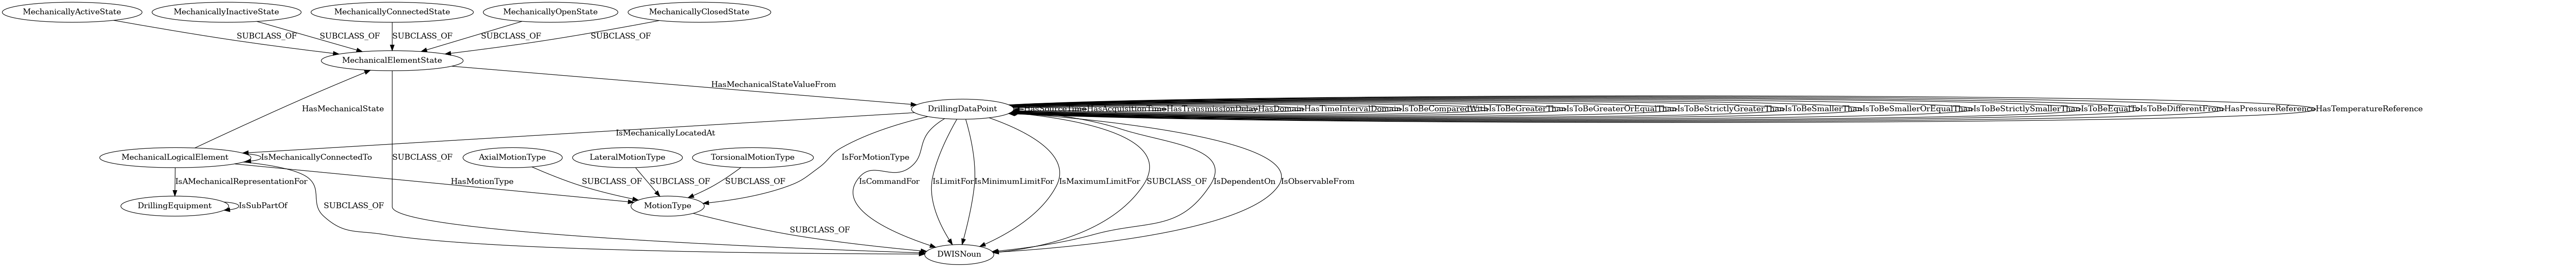 MechanicallyActiveState
MechanicallyInactiveState
MechanicallyConnectedState
MechanicallyOpenState
MechanicallyClosedState
SUBCLASS_OF
SUBCLASS_OF
SUBCLASS_OF
SUBCLASS_OF
SUBCLASS_OF
MechanicalElementState
HasMechanicalStateValueFrom
HasMechanicalState
DrillingDataPoint
HasSourceTime
HasAcquisitionTime
HasTransmissionDelay
HasDomain
HasTimeIntervalDomain
IsToBeComparedWith
IsToBeGreaterThan
IsToBeGreaterOrEqualThan
IsToBeStrictlyGreaterThan
IsToBeSmallerThan
IsToBeSmallerOrEqualThan
IsToBeStrictlySmallerThan
IsToBeEqualTo
IsToBeDifferentFrom
HasPressureReference
HasTemperatureReference
IsMechanicallyLocatedAt
MechanicalLogicalElement
IsMechanicallyConnectedTo
SUBCLASS_OF
AxialMotionType
LateralMotionType
TorsionalMotionType
IsForMotionType
IsAMechanicalRepresentationFor
HasMotionType
SUBCLASS_OF
SUBCLASS_OF
SUBCLASS_OF
IsCommandFor
IsLimitFor
IsMinimumLimitFor
IsMaximumLimitFor
SUBCLASS_OF
IsDependentOn
IsObservableFrom
DrillingEquipment
IsSubPartOf
SUBCLASS_OF
MotionType
SUBCLASS_OF
DWISNoun